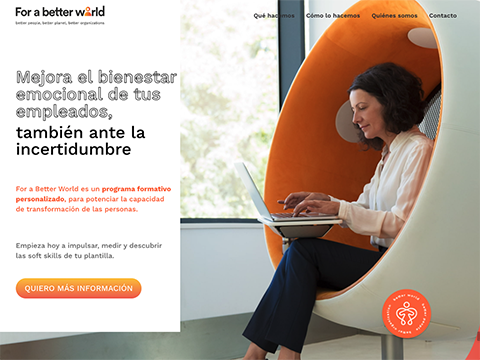 For a better world
better people, better planet, better organizations
Qué hacemos Cómo lo hacemos Quiénes somos Contacto
Mejora el bienestar
emocional de tus
empleados,
también ante la
incertidumbre
For a Better World es un programa formativo
personalizado, para potenciar la capacidad
de transformación de las personas.
Empieza hoy a impulsar, medir y descubrir
las soft skills de tu plantilla.
QUIERO MÁS INFORMACIÓN